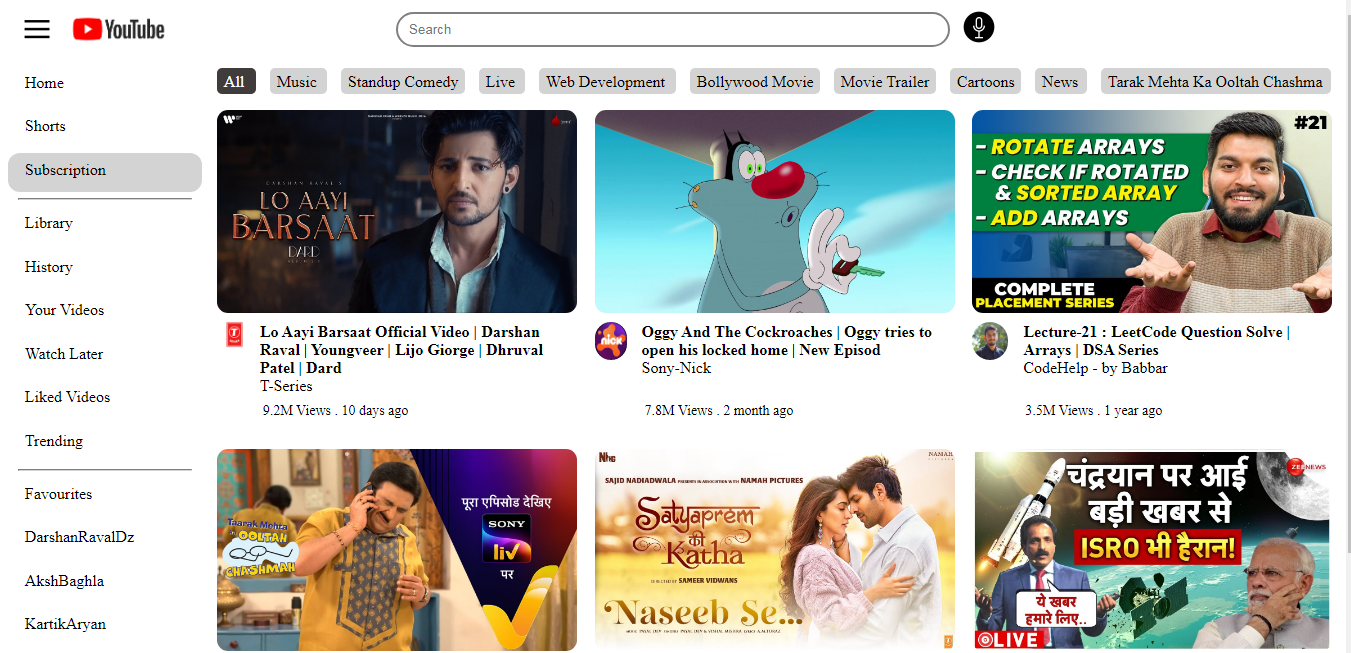 YouTube
Search
Home
Shorts
Subscription
Library
History
Your Videos
Watch Later
Liked Videos
Trending
Favourites
DarshanRavalDz
AkshBaghla
KartikAryan
All
Music
Standup Comedy
Live
Web Development
Bollywood Movie
Movie Trailer
Cartoons
News
Tarak Mehta Ka Ooltah Chashma
DARSHAN RAVAL'S
LO AAYI
BARSAAT
DARD
Lo Aayi Barsaat Official Video | Darshan
Raval | Youngveer | Lijo Giorge | Dhruval
Patel | Dard
T-Series
9.2M Views . 10 days ago
nick
Oggy And The Cockroaches | Oggy tries to
open his locked home | New Episod
Sony-Nick
7.8M Views . 2 month ago
#21
- ROTATE ARRAYS
- CHECK IF ROTATED
& SORTED ARRAY
- ADD ARRAYS
COMPLETE
PLACEMENT SERIES
Lecture-21 : LeetCode Question Solve |
Arrays | DSA Series
CodeHelp - by Babbar
3.5M Views . 1 year ago
Taarak Mehta
OOLTAH
CHASHMAH
पूरा एपिसोड देखिए
SONY
liv
पर
NAMAH
SAJID NADIADWALA PRESENTS IN ASSOCIATION WITH NAMAH PICTURES
Satyaprem
की
Katha
DIRECTED BY SAMEER VIDWANS
Naseeb Se...
ZEE NEWS
चंद्रयान पर आई
बड़ी खबर से
ISRO भी हैरान!
ये खबर
हमारे लिए..
LIVE